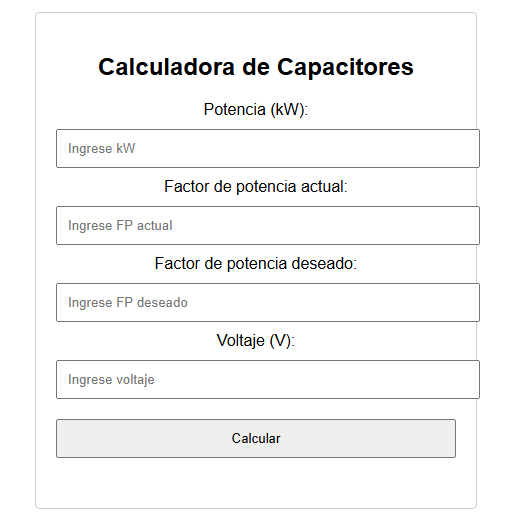 Calculadora de Capacitores
Potencia (kW):
Ingrese kW
Factor de potencia actual:
Ingrese FP actual
Factor de potencia deseado:
Ingrese FP deseado
Voltaje (V):
Ingrese voltaje
Calcular